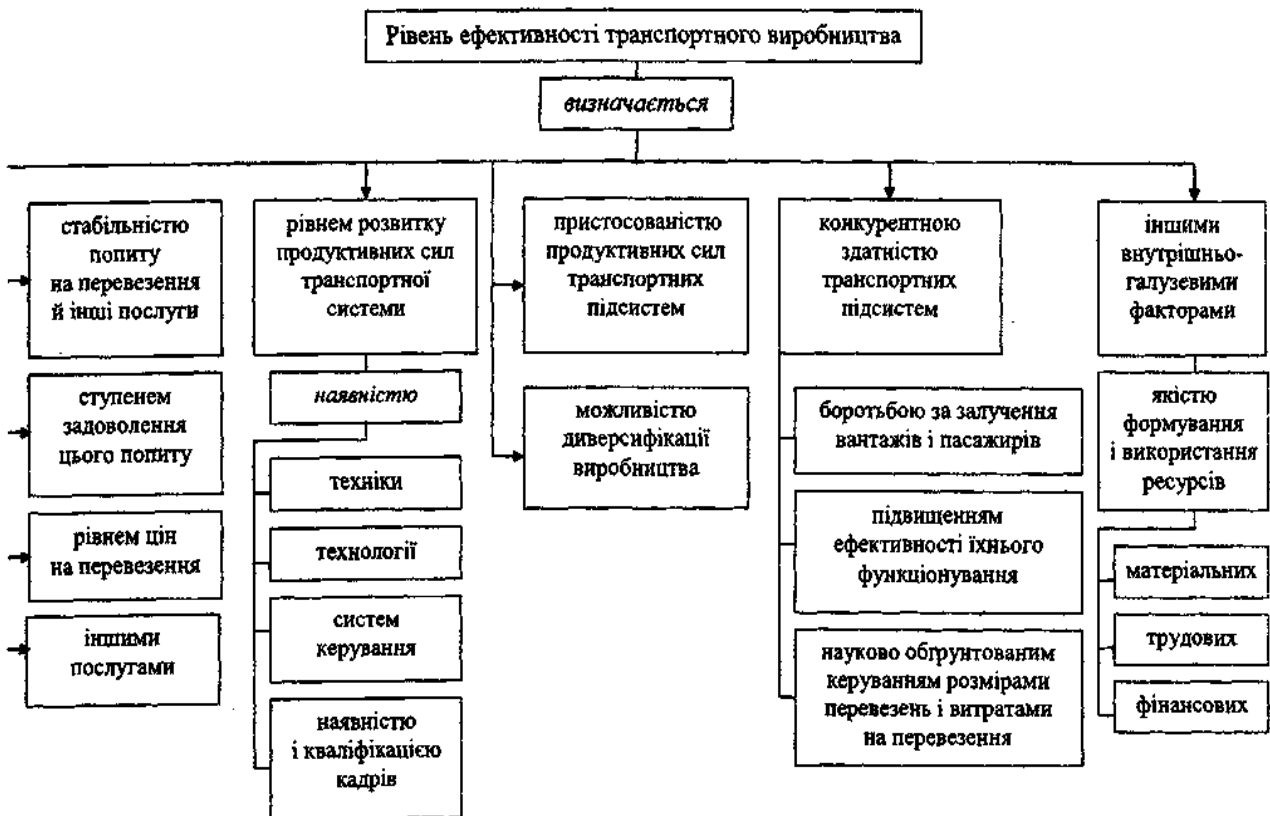 Рівень ефективності транспортного виробництва
визначається
стабільністю
попиту
на перевезення
й інші послуги
ступенем
задоволення
цього попиту
рівнем цін
на перевезення
іншими
послугами
рівнем розвитку
продуктивних сил
транспортної
системи
наявністю
техніки
технології
систем
керування
наявністю
і кваліфікацією
кадрів
пристосованістю
продуктивних сил
транспортних
підсистем
можливістю
диверсифікації
виробництва
конкурентною
здатністю
транспортних
підсистем
боротьбою за залучення
вантажів і пасажирів
підвищенням
ефективності їхнього
функціонування
науково обґрунтованим
керуванням розмірами
перевезень і витратами
на перевезення
іншими
внутрішньо-
галузевими
факторами
якістю
формування
і використання
ресурсів
матеріальних
трудових
фінансових